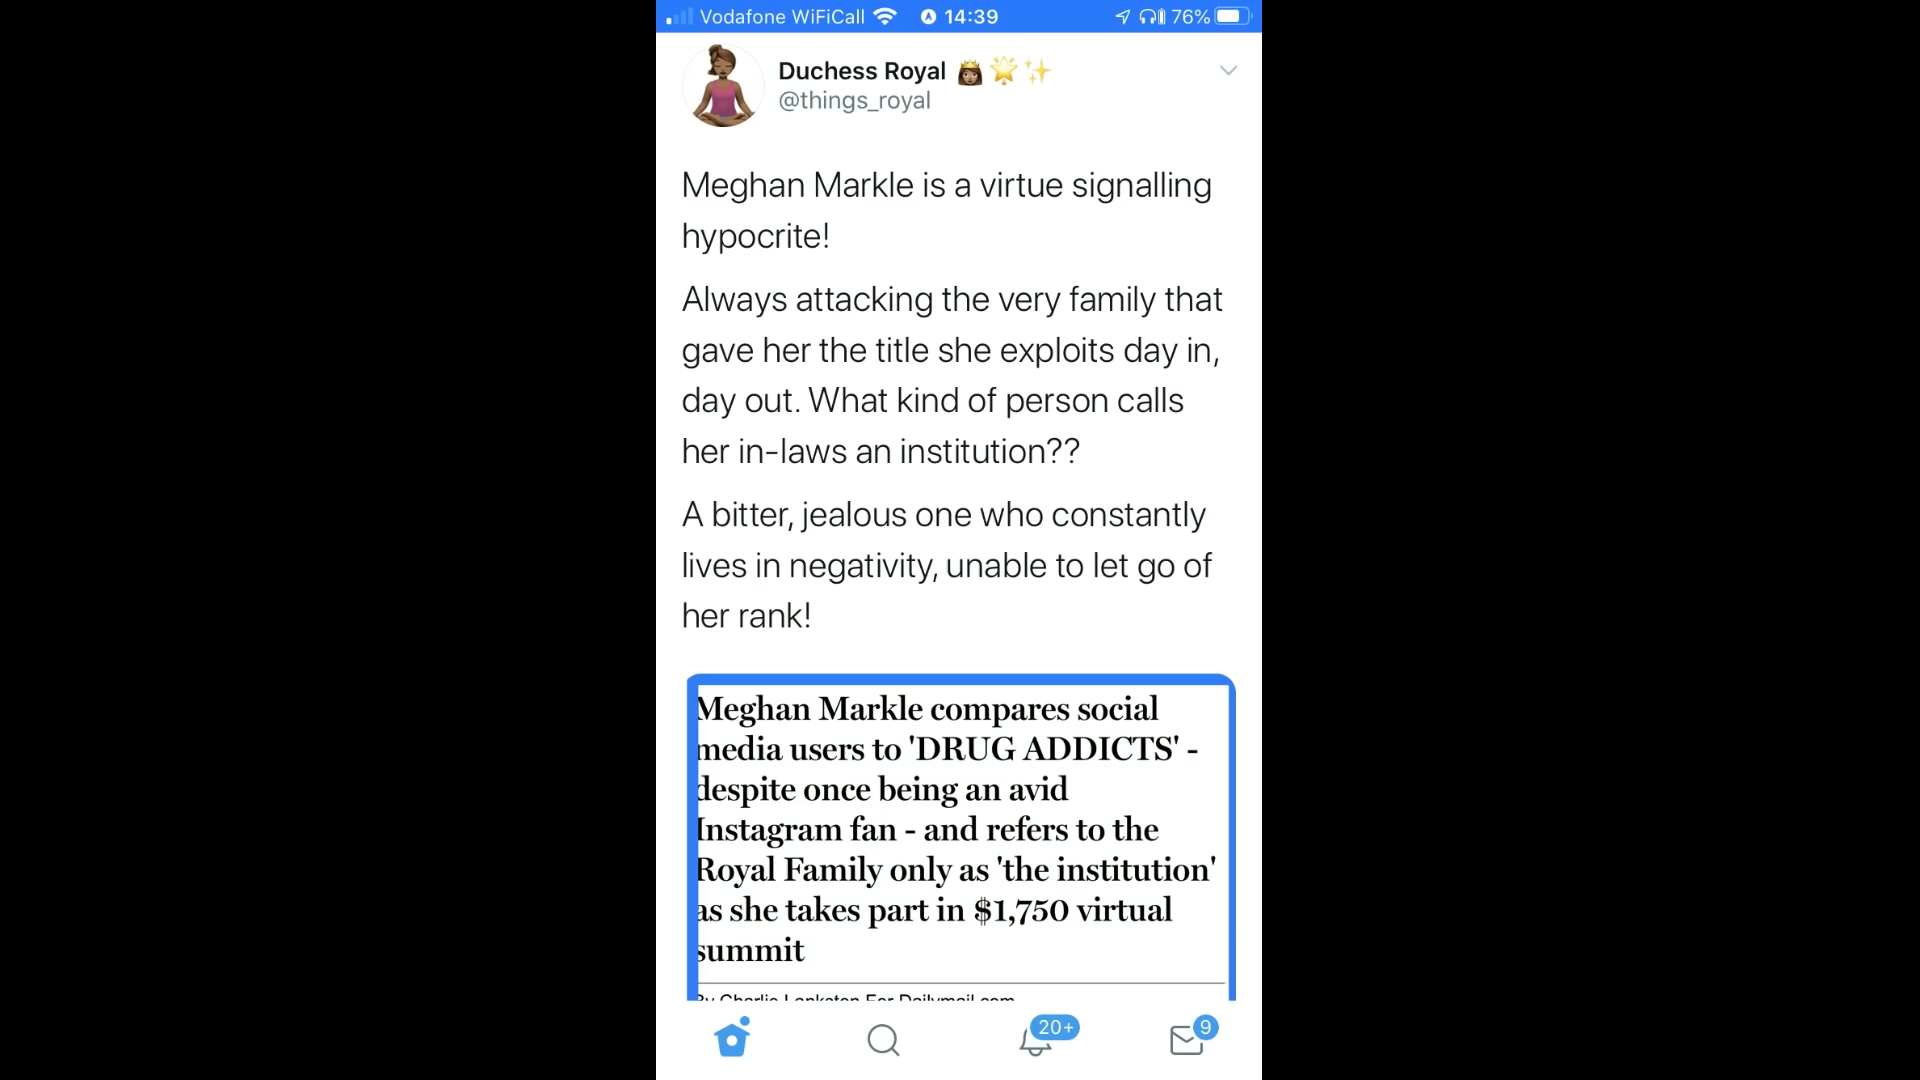 Vodafone WiFiCall 14:39 76%
Duchess Royal
@things_royal
Meghan Markle is a virtue signalling
hypocrite!
Always attacking the very family that
gave her the title she exploits day in,
day out. What kind of person calls
her in-laws an institution??
A bitter, jealous one who constantly
lives in negativity, unable to let go of
her rank!
Meghan Markle compares social
media users to 'DRUG ADDICTS' -
despite once being an avid
Instagram fan - and refers to the
Royal Family only as 'the institution'
as she takes part in $1,750 virtual
summit
By Charlie Lankston For Dailymail.com
20+ 9